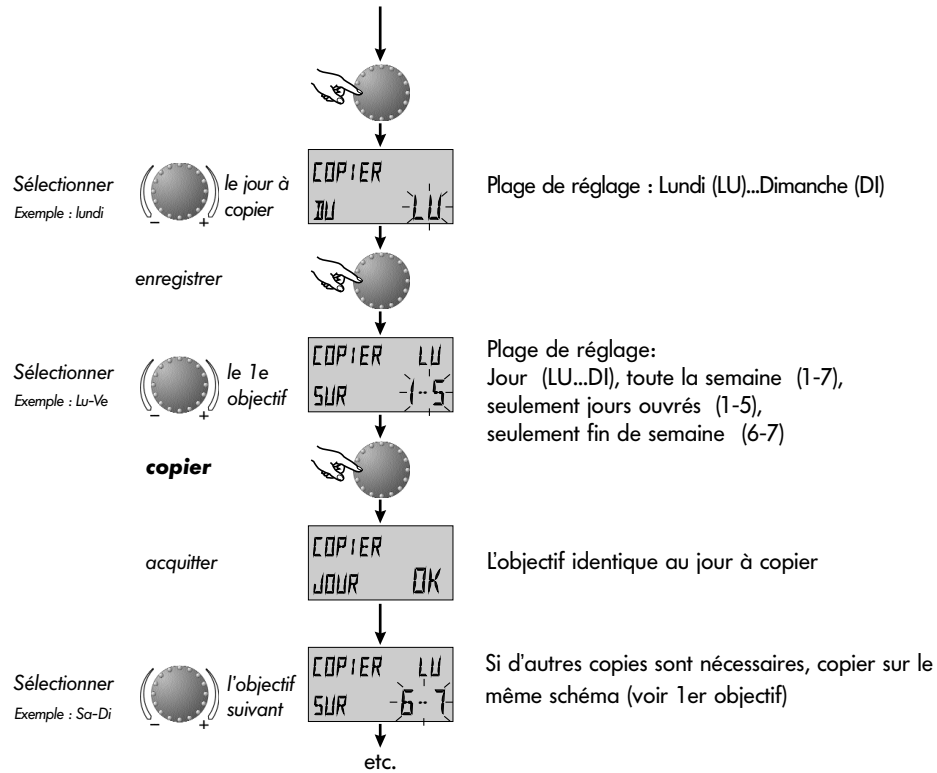 Sélectionner
Exemple : lundi
- +
le jour à
copier
COPIER
DU LU
Plage de réglage : Lundi (LU)...Dimanche (DI)
enregistrer
Sélectionner
Exemple : Lu-Ve
- +
le 1e
objectif
COPIER LU
SUR 1-5
Plage de réglage:
Jour (LU...DI), toute la semaine (1-7),
seulement jours ouvrés (1-5),
seulement fin de semaine (6-7)
copier
acquitter
COPIER
JOUR OK
L'objectif identique au jour à copier
Sélectionner
Exemple : Sa-Di
- +
l'objectif
suivant
COPIER LU
SUR 6-7
Si d'autres copies sont nécessaires, copier sur le
même schéma (voir 1er objectif)
etc.